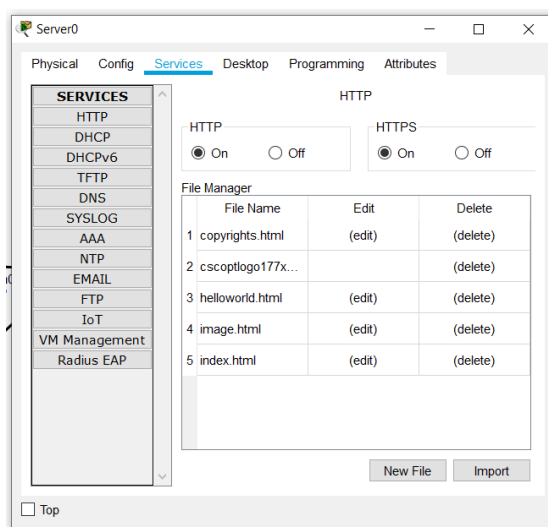 Server0
Physical Config Services Desktop Programming Attributes
SERVICES
HTTP
DHCP
DHCPv6
TFTP
DNS
SYSLOG
AAA
NTP
EMAIL
FTP
IoT
VM Management
Radius EAP
HTTP
HTTP
On Off
HTTPS
On Off
File Manager
File Name Edit Delete
1 copyrights.html (edit) (delete)
2 cscoptlogo177x... (delete)
3 helloworld.html (edit) (delete)
4 image.html (edit) (delete)
5 index.html (edit) (delete)
New File Import
Top